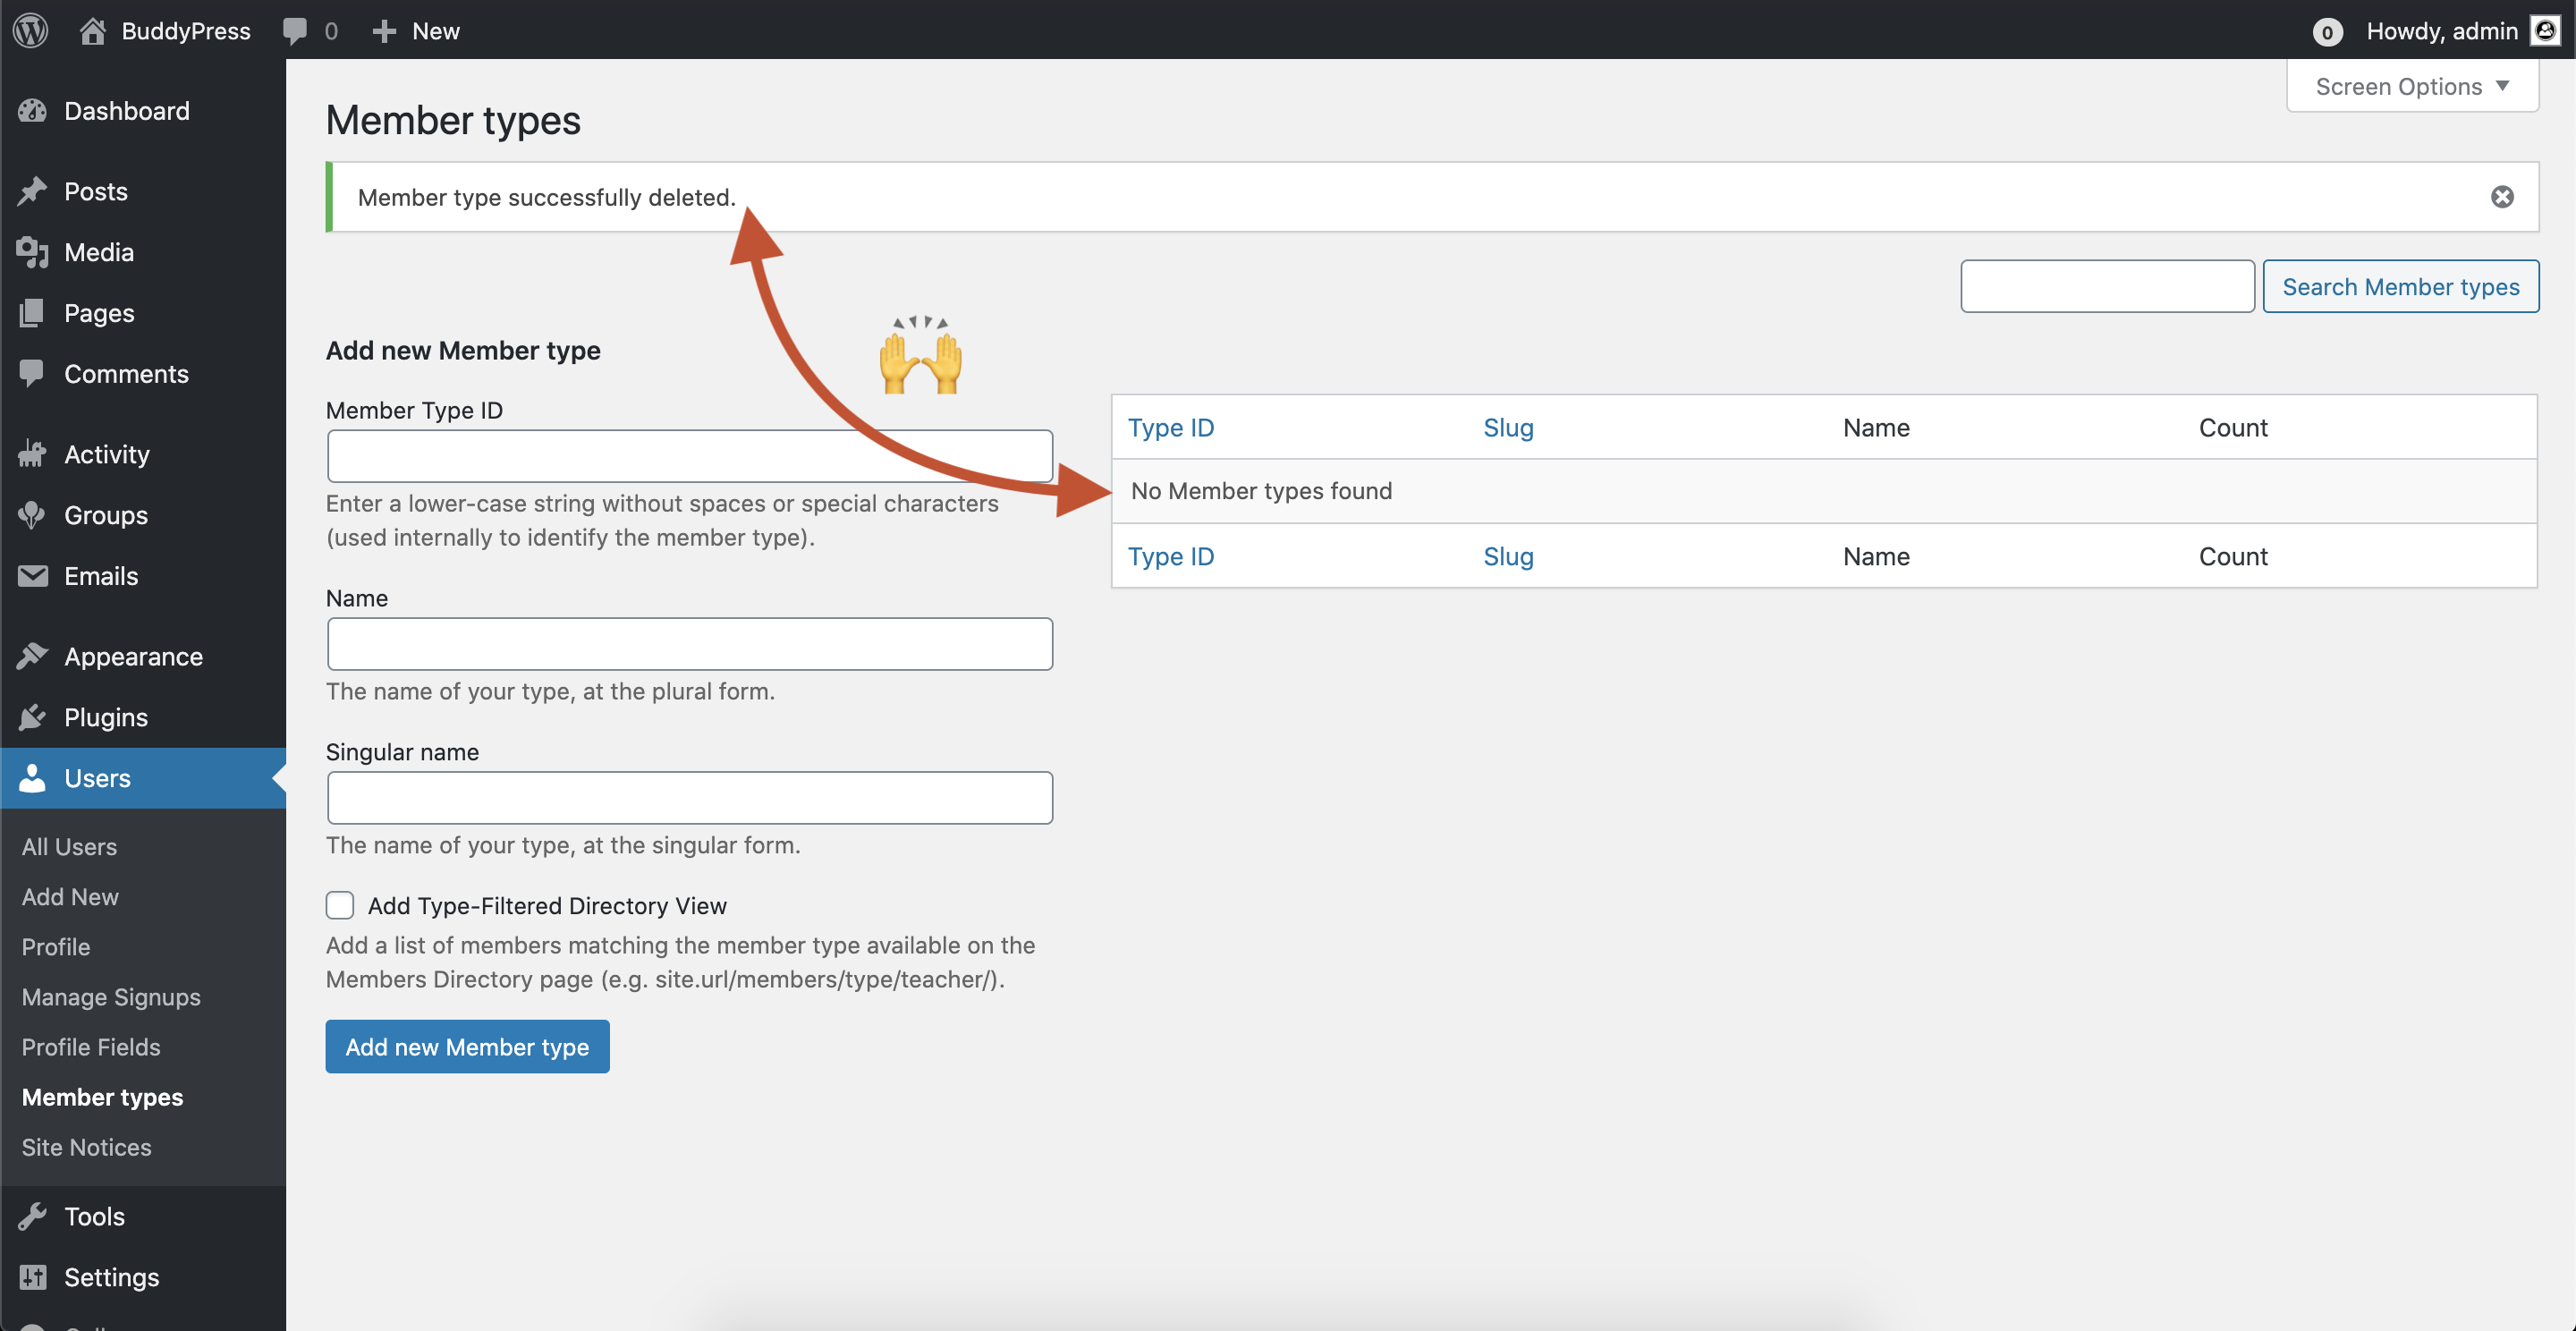 BuddyPress
0
New
0
Howdy, admin
Dashboard
Posts
Media
Pages
Comments
Activity
Groups
Emails
Appearance
Plugins
Users
All Users
Add New
Profile
Manage Signups
Profile Fields
Member types
Site Notices
Tools
Settings
Screen Options
Member types
Member type successfully deleted.
Search Member types
Add new Member type
Member Type ID
Enter a lower-case string without spaces or special characters
(used internally to identify the member type).
Name
The name of your type, at the plural form.
Singular name
The name of your type, at the singular form.
Add Type-Filtered Directory View
Add a list of members matching the member type available on the
Members Directory page (e.g. site.url/members/type/teacher/).
Add new Member type
Type ID Slug Name Count
No Member types found
Type ID Slug Name Count